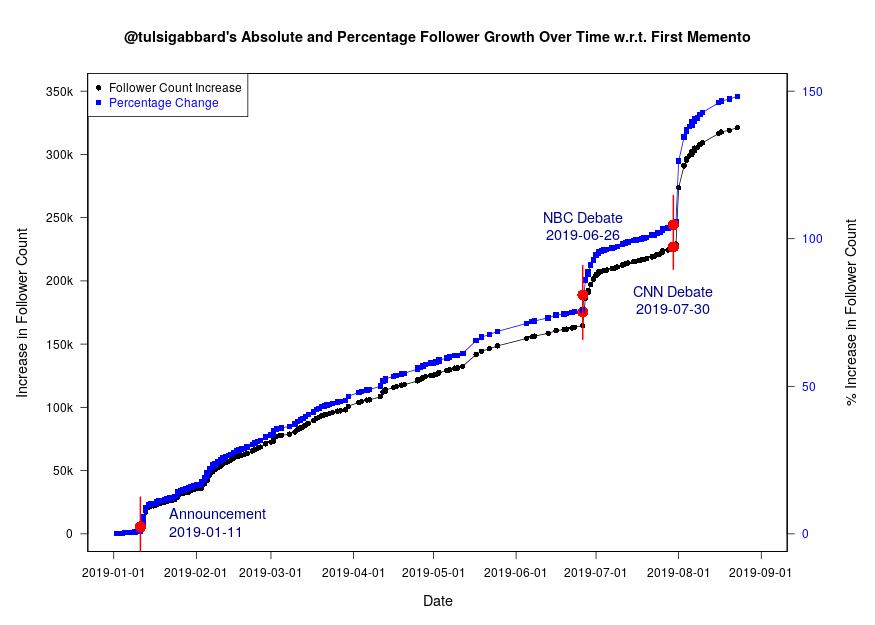 @tulsigabbard's Absolute and Percentage Follower Growth Over Time w.r.t. First Memento
Follower Count Increase
Percentage Change
350k
300k
250k
200k
150k
100k
50k
0
Increase in Follower Count
150
100
50
0
% Increase in Follower Count
NBC Debate
2019-06-26
CNN Debate
2019-07-30
Announcement
2019-01-11
2019-01-01 2019-02-01 2019-03-01 2019-04-01 2019-05-01 2019-06-01 2019-07-01 2019-08-01 2019-09-01
Date